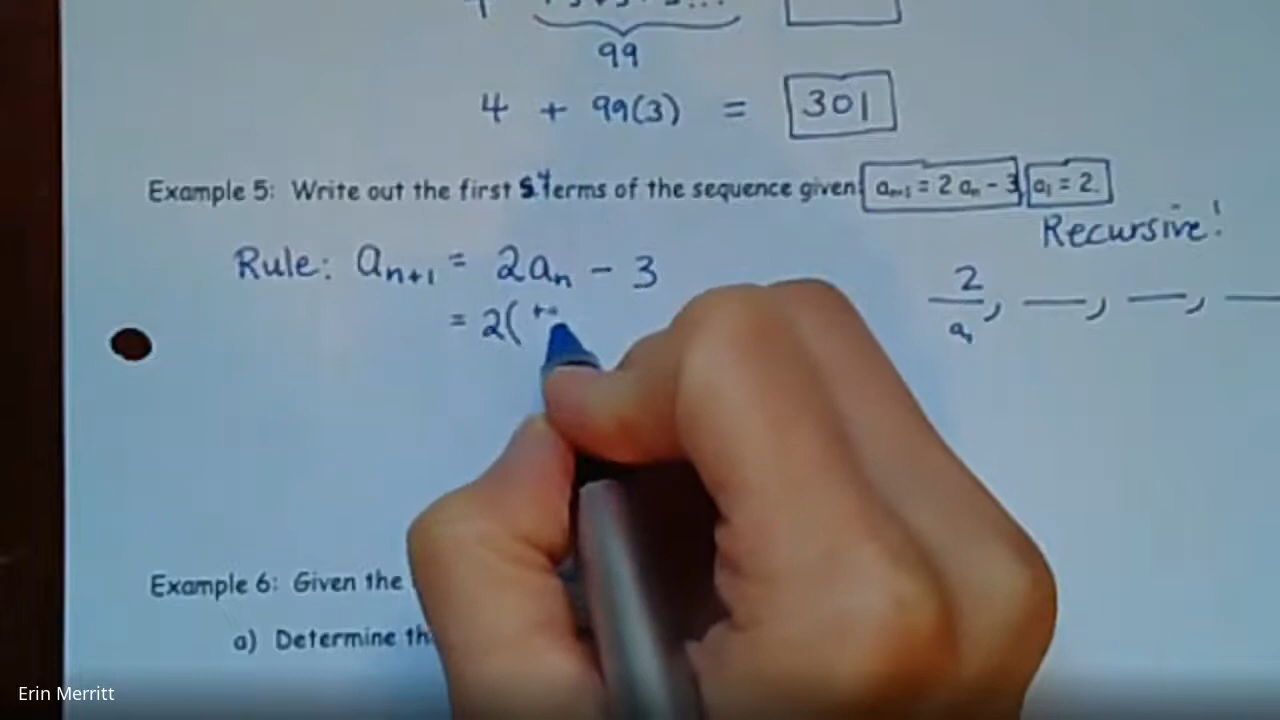 99
4 + 99(3) = 301
Example 5: Write out the first terms of the sequence given aₙ₊₁ = 2 aₙ - 3, a₁ = 2.
Recursive!
Rule: aₙ₊₁ = 2aₙ - 3
2
= 2(
a₁
Example 6: Given the
a) Determine th
Erin Merritt